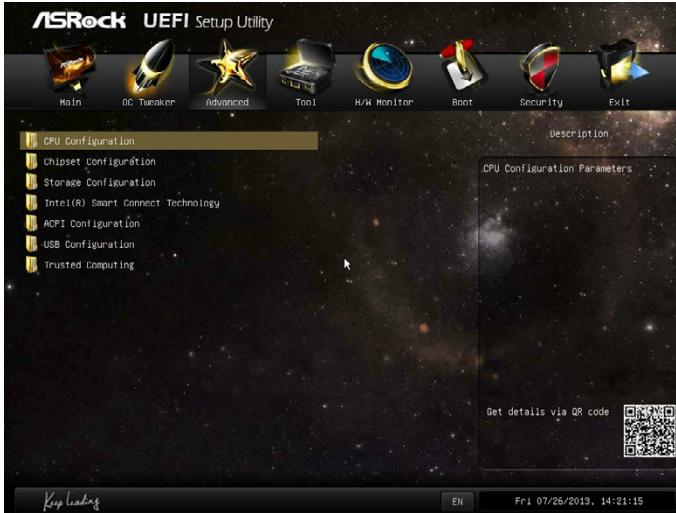 ASRock UEFI Setup Utility
Main OC Tweaker Advanced Tool H/W Monitor Boot Security Exit
CPU Configuration
Chipset Configuration
Storage Configuration
Intel(R) Smart Connect Technology
ACPI Configuration
USB Configuration
Trusted Computing
Description
CPU Configuration Parameters
Get details via QR code
Keep Leading
EN
Fri 07/26/2013, 14:21:15